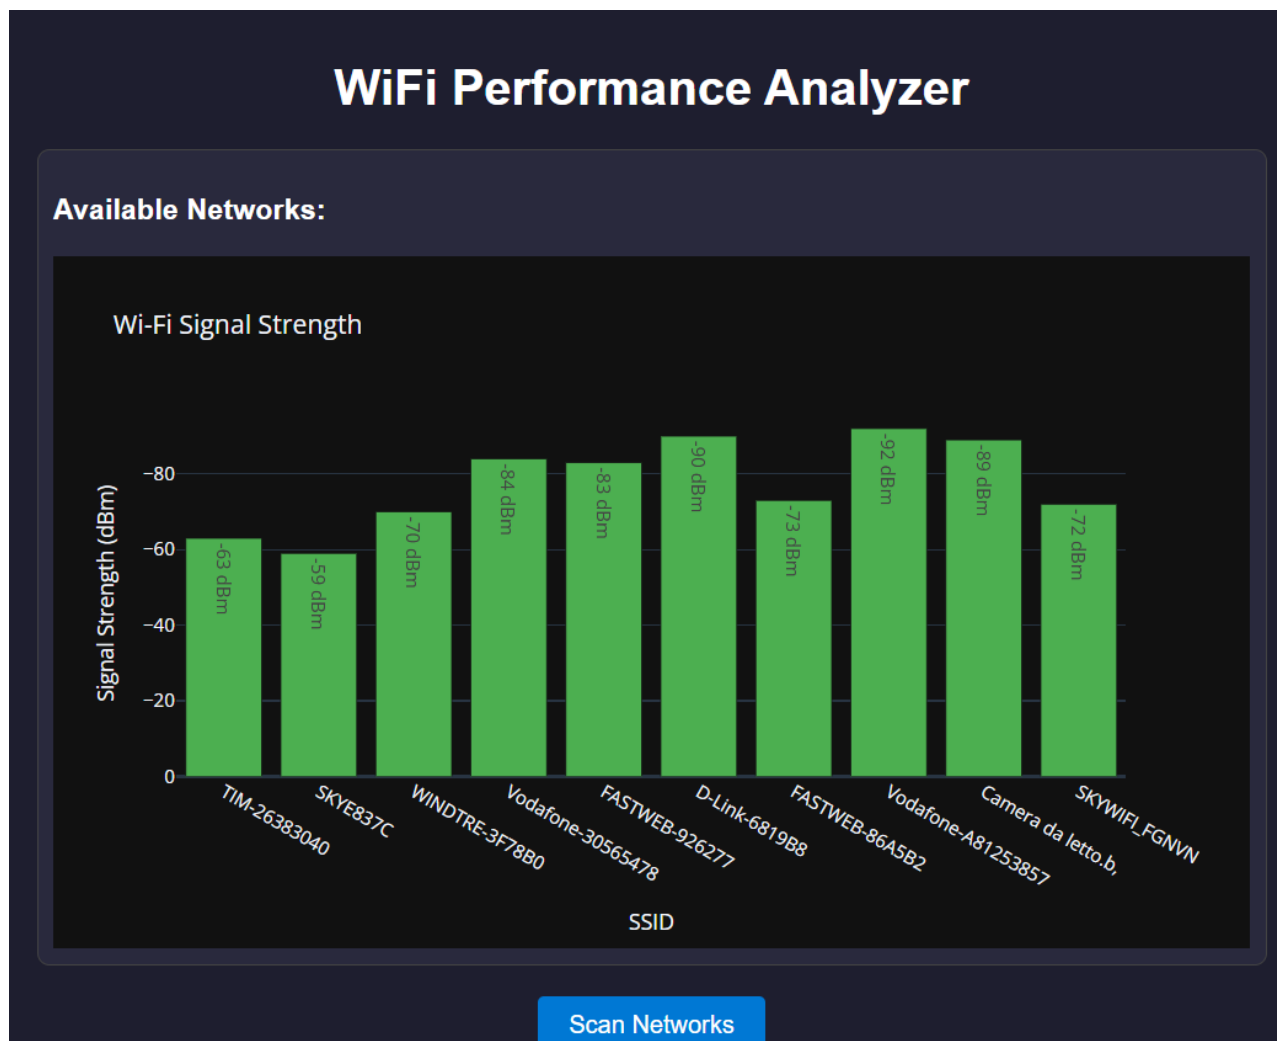 WiFi Performance Analyzer
Available Networks:
Wi-Fi Signal Strength
Signal Strength (dBm)
−80
−60
−40
−20
0
-63 dBm
-59 dBm
-70 dBm
-84 dBm
-83 dBm
-90 dBm
-73 dBm
-92 dBm
-89 dBm
-72 dBm
TIM-26383040
SKYE837C
WINDTRE-3F78B0
Vodafone-30565478
FASTWEB-926277
D-Link-6819B8
FASTWEB-86A5B2
Vodafone-A81253857
Camera da letto.b,
SKYWIFI_FGNVN
SSID
Scan Networks